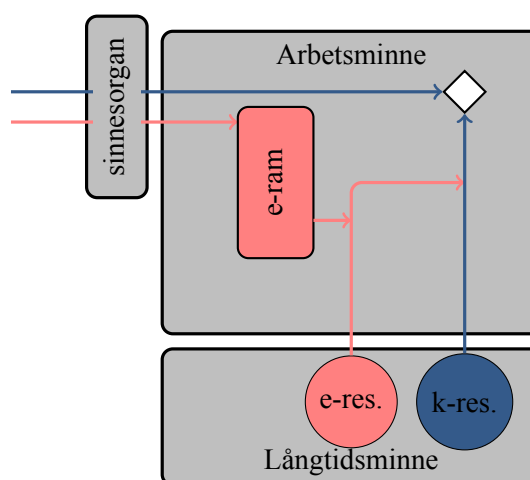 Arbetsminne
sinnesorgan
e-ram
e-res.
k-res.
Långtidsminne